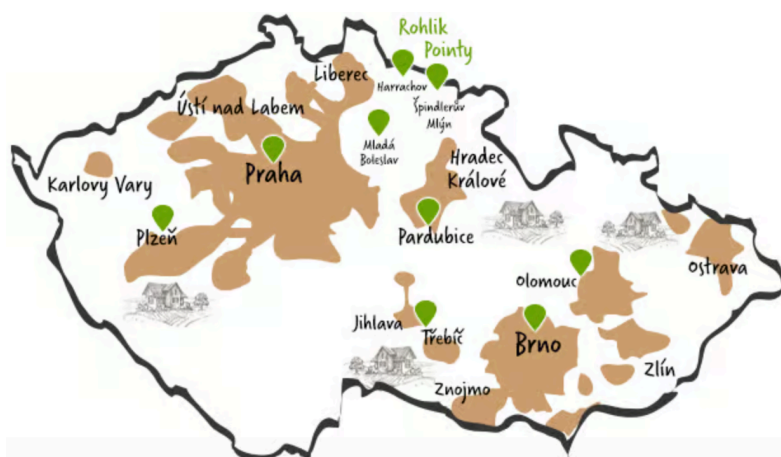 Rohlik
Pointy
Liberec
Harrachov
Špindlerův
Mlýn
Ústí nad Labem
Mladá
Boleslav
Hradec
Králové
Praha
Karlovy Vary
Plzeň
Pardubice
Olomouc
Ostrava
Jihlava
Třebíč
Brno
Zlín
Znojmo